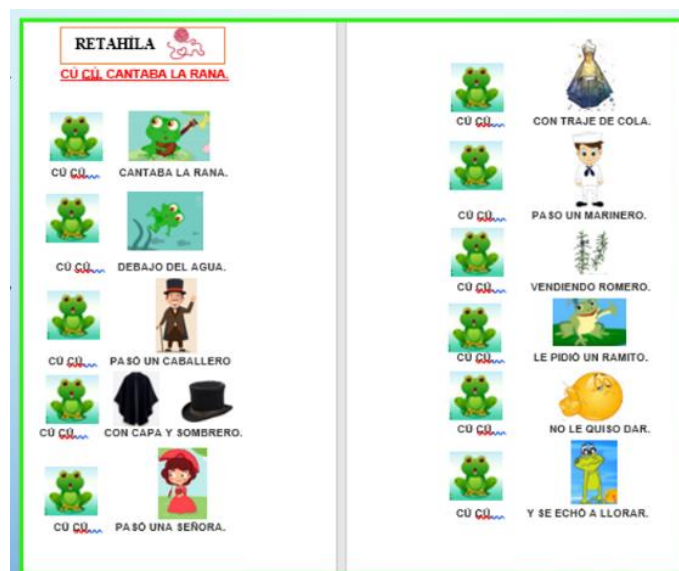 RETAHÍLA
CÚ CÚ, CANTABA LA RANA.
CÚ CÚ, CANTABA LA RANA.
CÚ CÚ, DEBAJO DEL AGUA.
CÚ CÚ, PASÓ UN CABALLERO
CÚ CÚ, CON CAPA Y SOMBRERO.
CÚ CÚ, PASÓ UNA SEÑORA.
CÚ CÚ, CON TRAJE DE COLA.
CÚ CÚ, PASO UN MARINERO.
CÚ CÚ, VENDIENDO ROMERO.
CÚ CÚ, LE PIDIÓ UN RAMITO.
CÚ CÚ, NO LE QUISO DAR.
CÚ CÚ, Y SE ECHÓ A LLORAR.